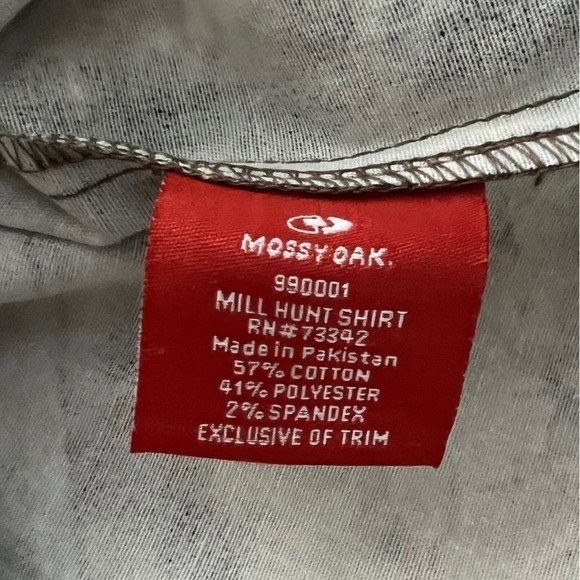 MOSSY OAK.
990001
MILL HUNT SHIRT
RN#73342
Made in Pakistan
57% COTTON
41% POLYESTER
2% SPANDEX
EXCLUSIVE OF TRIM